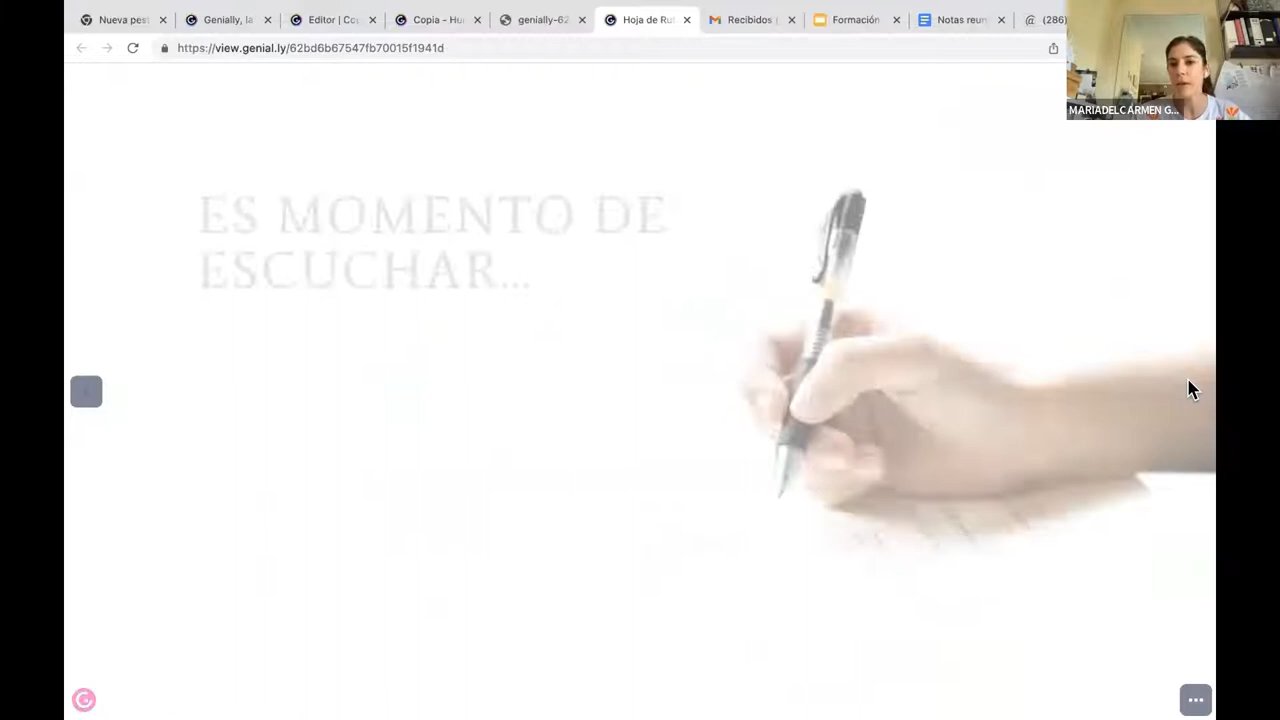 Nueva pest
Genially, la
Editor | Co
Copia - Hu
genially-62
Hoja de Rut
Recibidos
Formación
Notas reun
(286)
https://view.genial.ly/62bd6b67547fb70015f1941d
MARIADELCARMEN G...
ES MOMENTO DE
ESCUCHAR...